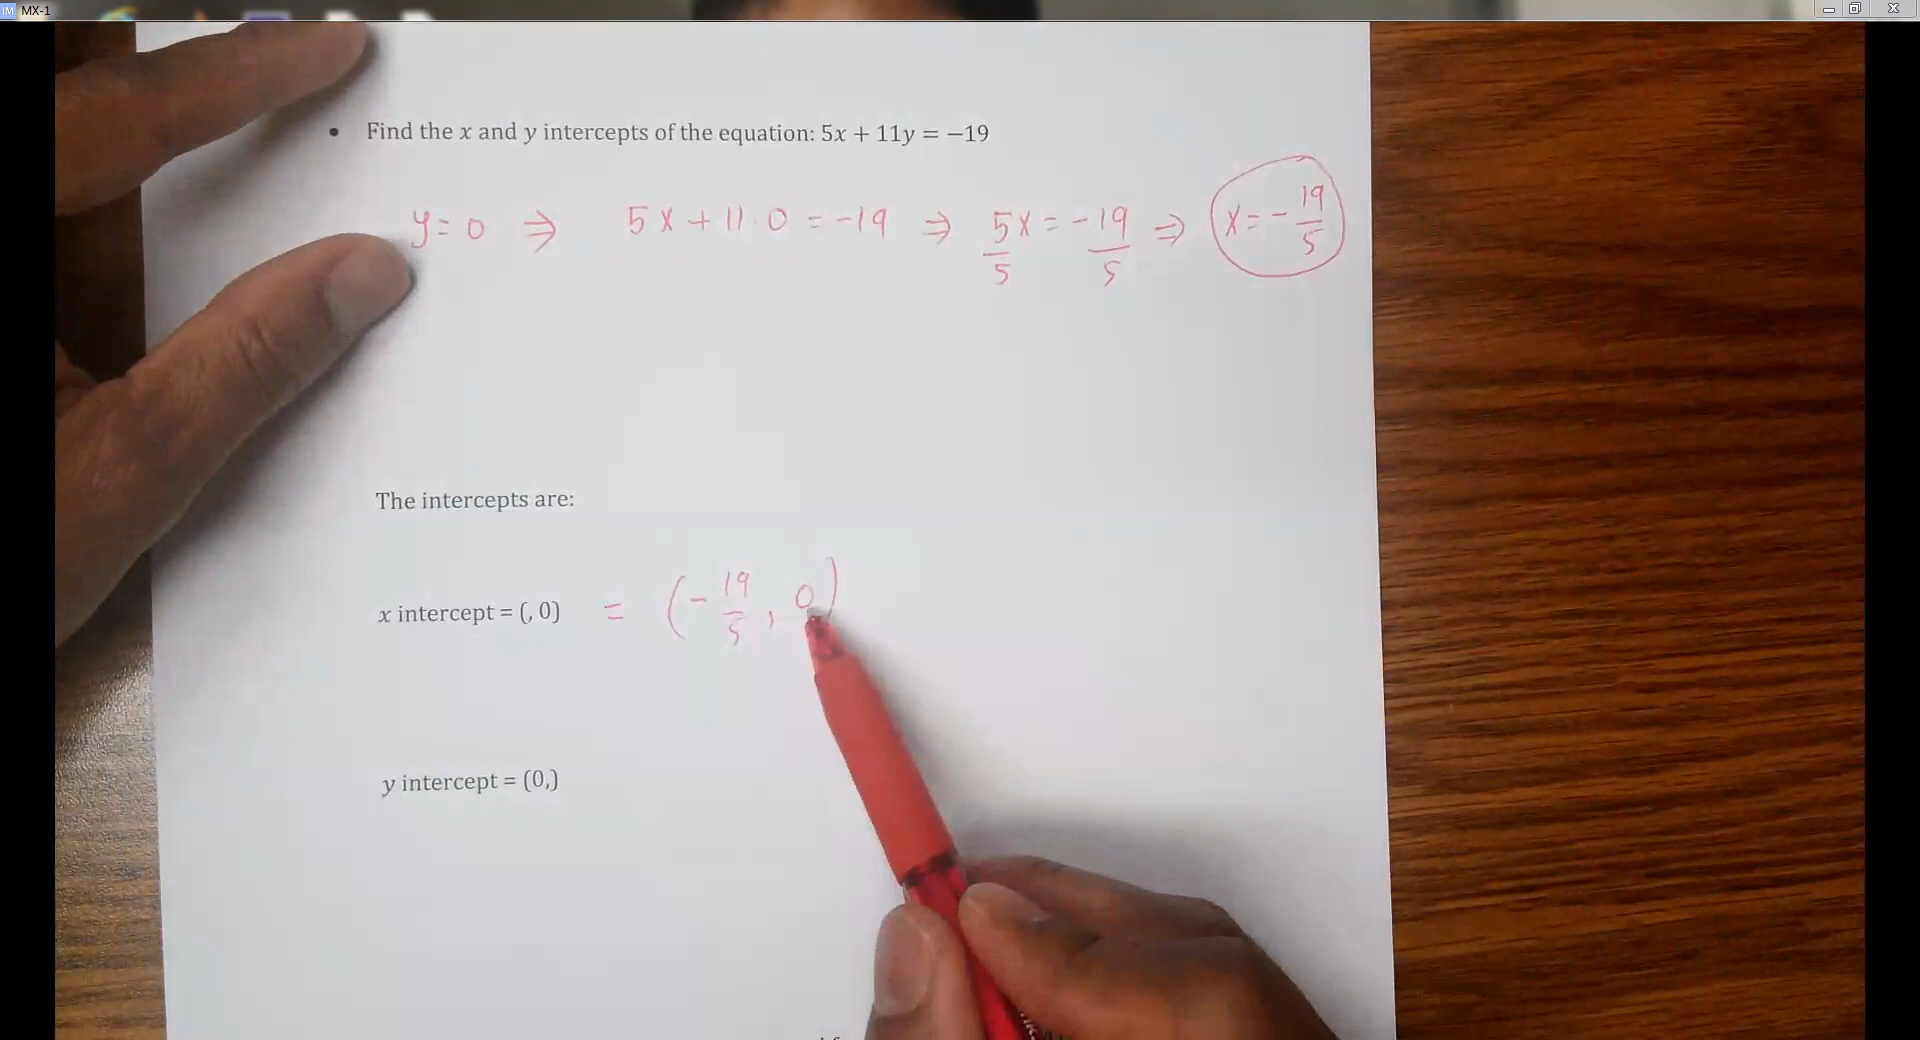 MX-1
• Find the x and y intercepts of the equation: 5x + 11y = −19
y = 0 ⇒ 5x + 11 · 0 = -19 ⇒ 5x/5 = -19/5 ⇒ x = - 19/5
The intercepts are:
x intercept = (, 0) = (- 19/5, 0)
y intercept = (0,)